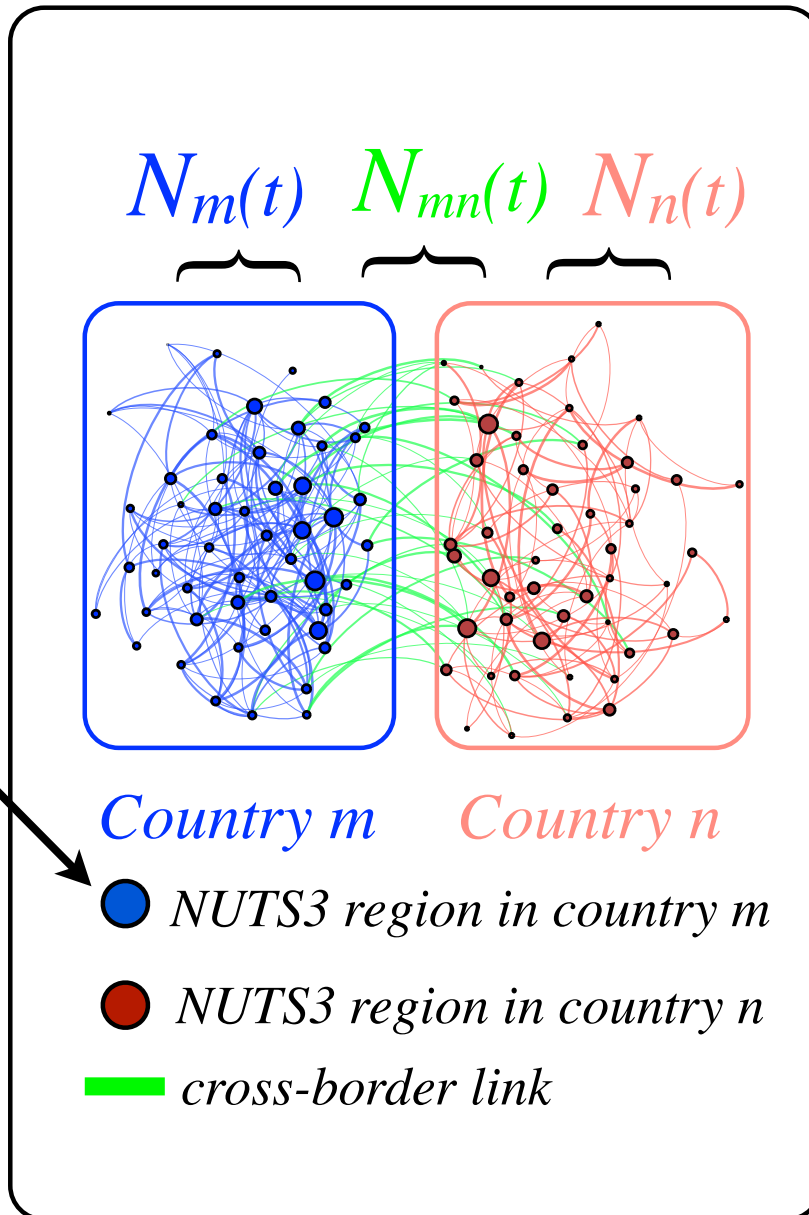 Nm(t) Nmn(t) Nn(t)
Country m Country n
NUTS3 region in country m
NUTS3 region in country n
cross-border link